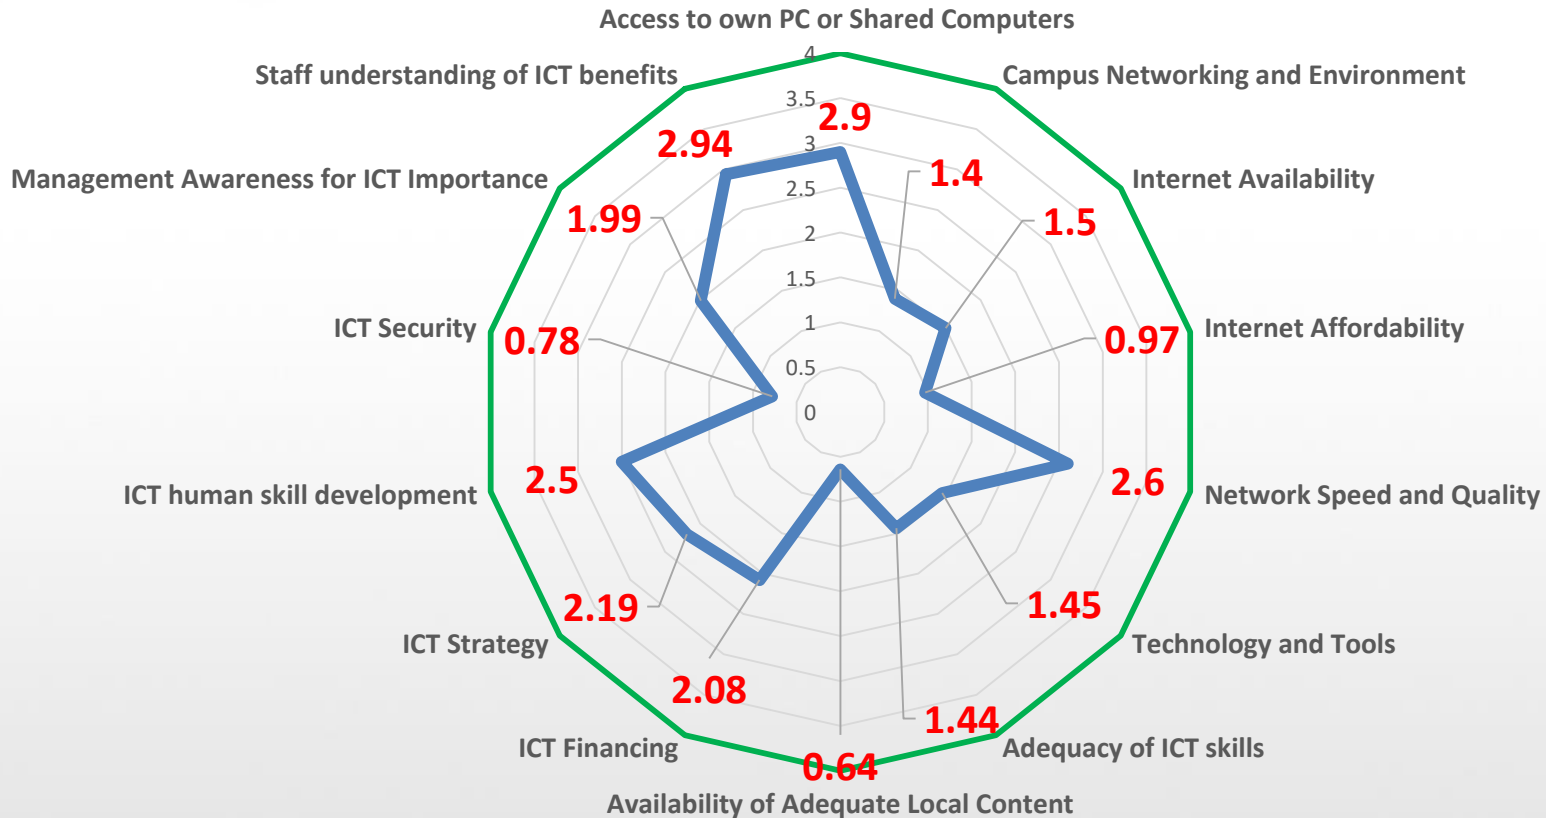 Access to own PC or Shared Computers
Staff understanding of ICT benefits
4
Campus Networking and Environment
3.5
2.9
2.94
3
1.4
Management Awareness for ICT Importance
Internet Availability
2.5
1.99
1.5
2
1.5
ICT Security
1
0.78
0.97
Internet Affordability
0.5
0
ICT human skill development
2.5
2.6
Network Speed and Quality
ICT Strategy
2.19
1.45
Technology and Tools
2.08
1.44
ICT Financing
Adequacy of ICT skills
0.64
Availability of Adequate Local Content